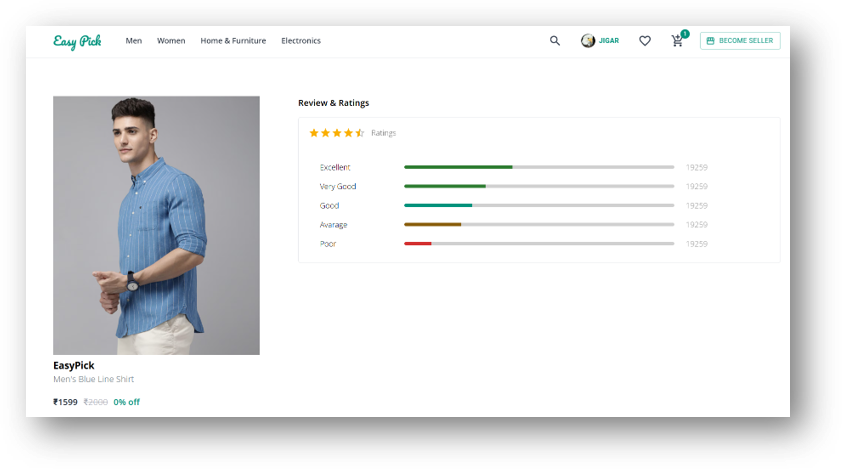 Easy Pick Men Women Home & Furniture Electronics JIGAR 1 BECOME SELLER
Review & Ratings
Ratings
Excellent 19259
Very Good 19259
Good 19259
Avarage 19259
Poor 19259
EasyPick
Men's Blue Line Shirt
₹1599 ₹2000 0% off